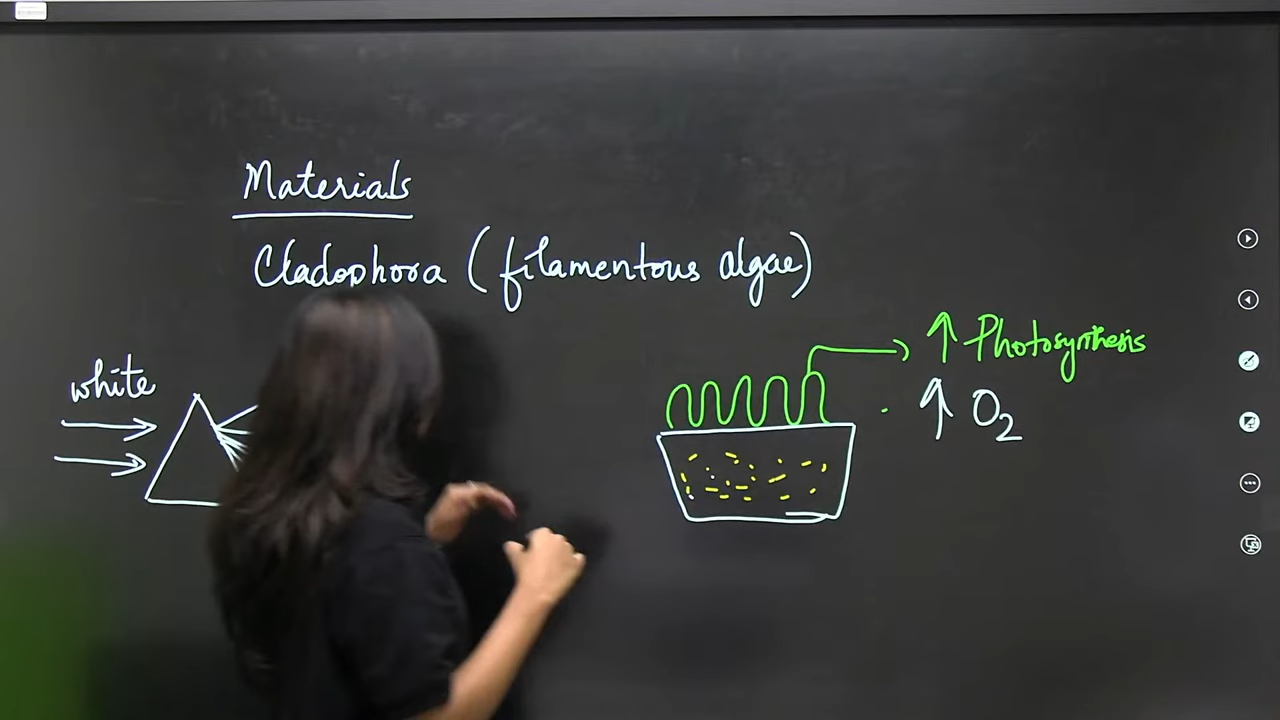 Materials
Cladophora (filamentous algae)
white
↑ Photosynthesis
↑ O2